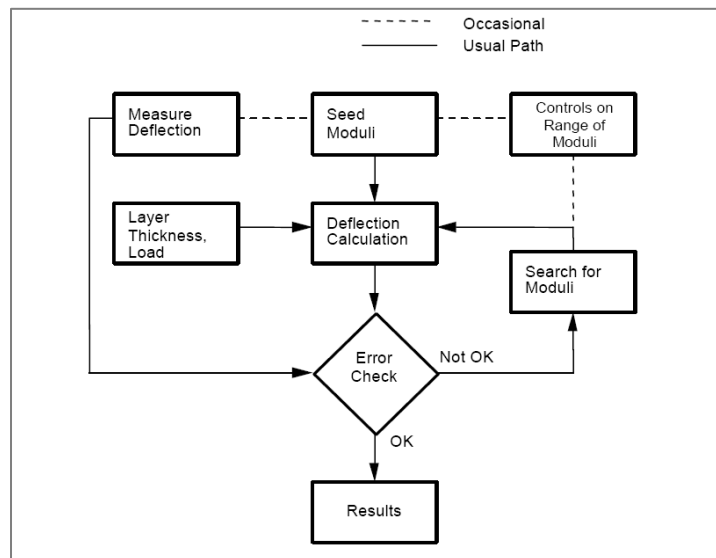 Occasional
Usual Path
Measure
Deflection
Seed
Moduli
Controls on
Range of
Moduli
Layer
Thickness,
Load
Deflection
Calculation
Search for
Moduli
Error
Check
Not OK
OK
Results